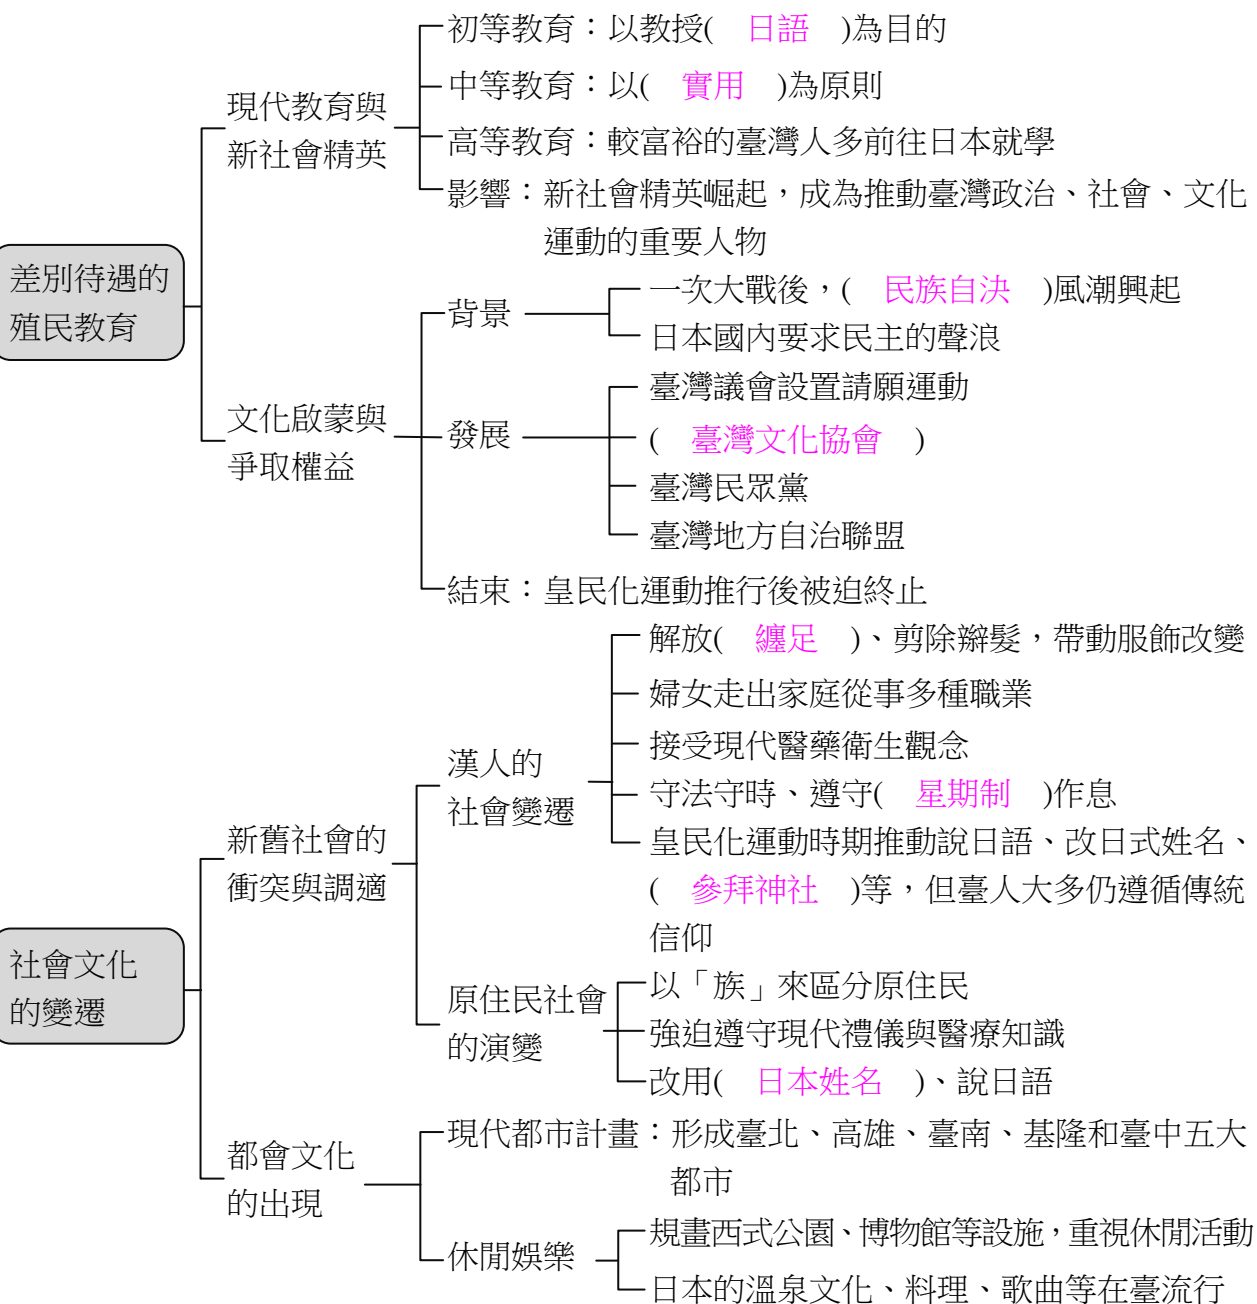 差別待遇的
殖民教育
現代教育與
新社會精英
初等教育：以教授(　日語　)為目的
中等教育：以(　實用　)為原則
高等教育：較富裕的臺灣人多前往日本就學
影響：新社會精英崛起，成為推動臺灣政治、社會、文化
運動的重要人物
文化啟蒙與
爭取權益
背景
一次大戰後，(　民族自決　)風潮興起
日本國內要求民主的聲浪
發展
臺灣議會設置請願運動
(　臺灣文化協會　)
臺灣民眾黨
臺灣地方自治聯盟
結束：皇民化運動推行後被迫終止
社會文化
的變遷
新舊社會的
衝突與調適
漢人的
社會變遷
解放(　纏足　)、剪除辮髮，帶動服飾改變
婦女走出家庭從事多種職業
接受現代醫藥衛生觀念
守法守時、遵守(　星期制　)作息
皇民化運動時期推動說日語、改日式姓名、
(　參拜神社　)等，但臺人大多仍遵循傳統
信仰
原住民社會
的演變
以「族」來區分原住民
強迫遵守現代禮儀與醫療知識
改用(　日本姓名　)、說日語
都會文化
的出現
現代都市計畫：形成臺北、高雄、臺南、基隆和臺中五大
都市
休閒娛樂
規畫西式公園、博物館等設施，重視休閒活動
日本的溫泉文化、料理、歌曲等在臺流行